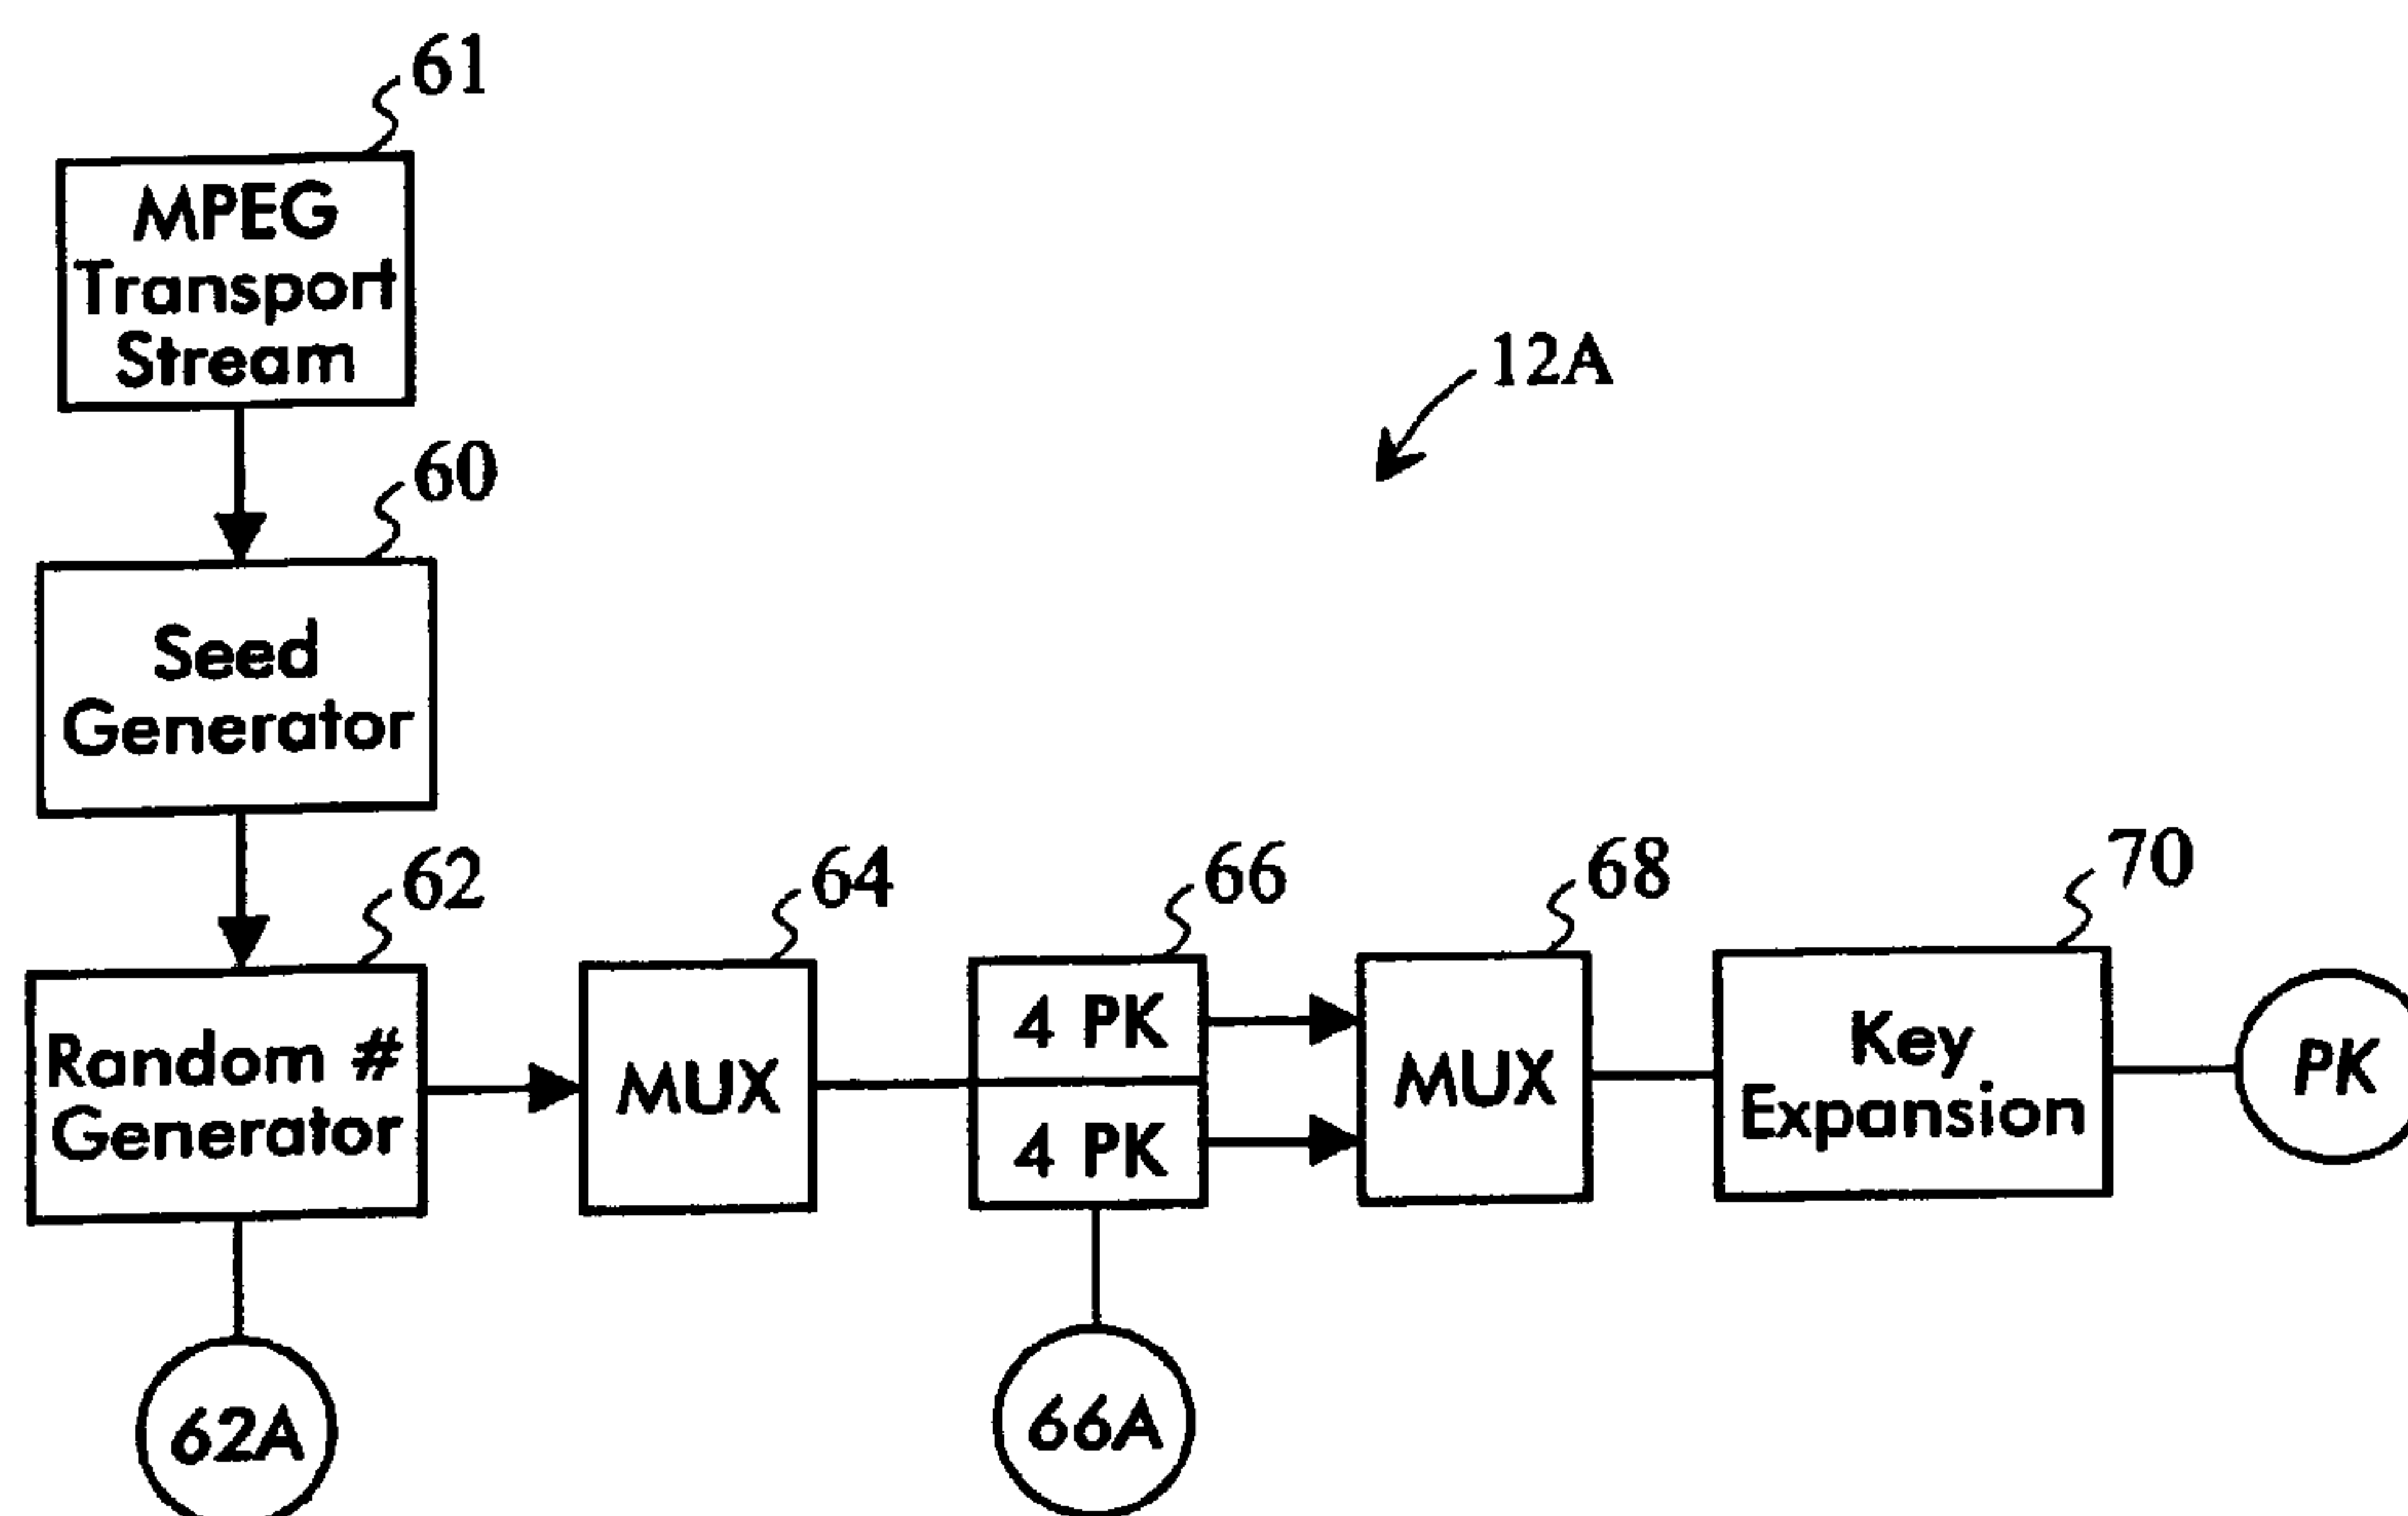 61
MPEG
Transport
Stream
12A
60
Seed
Generator
62
64
66
68
70
Random #
Generator
MUX
4 PK
4 PK
MUX
Key
Expansion
PK
62A
66A